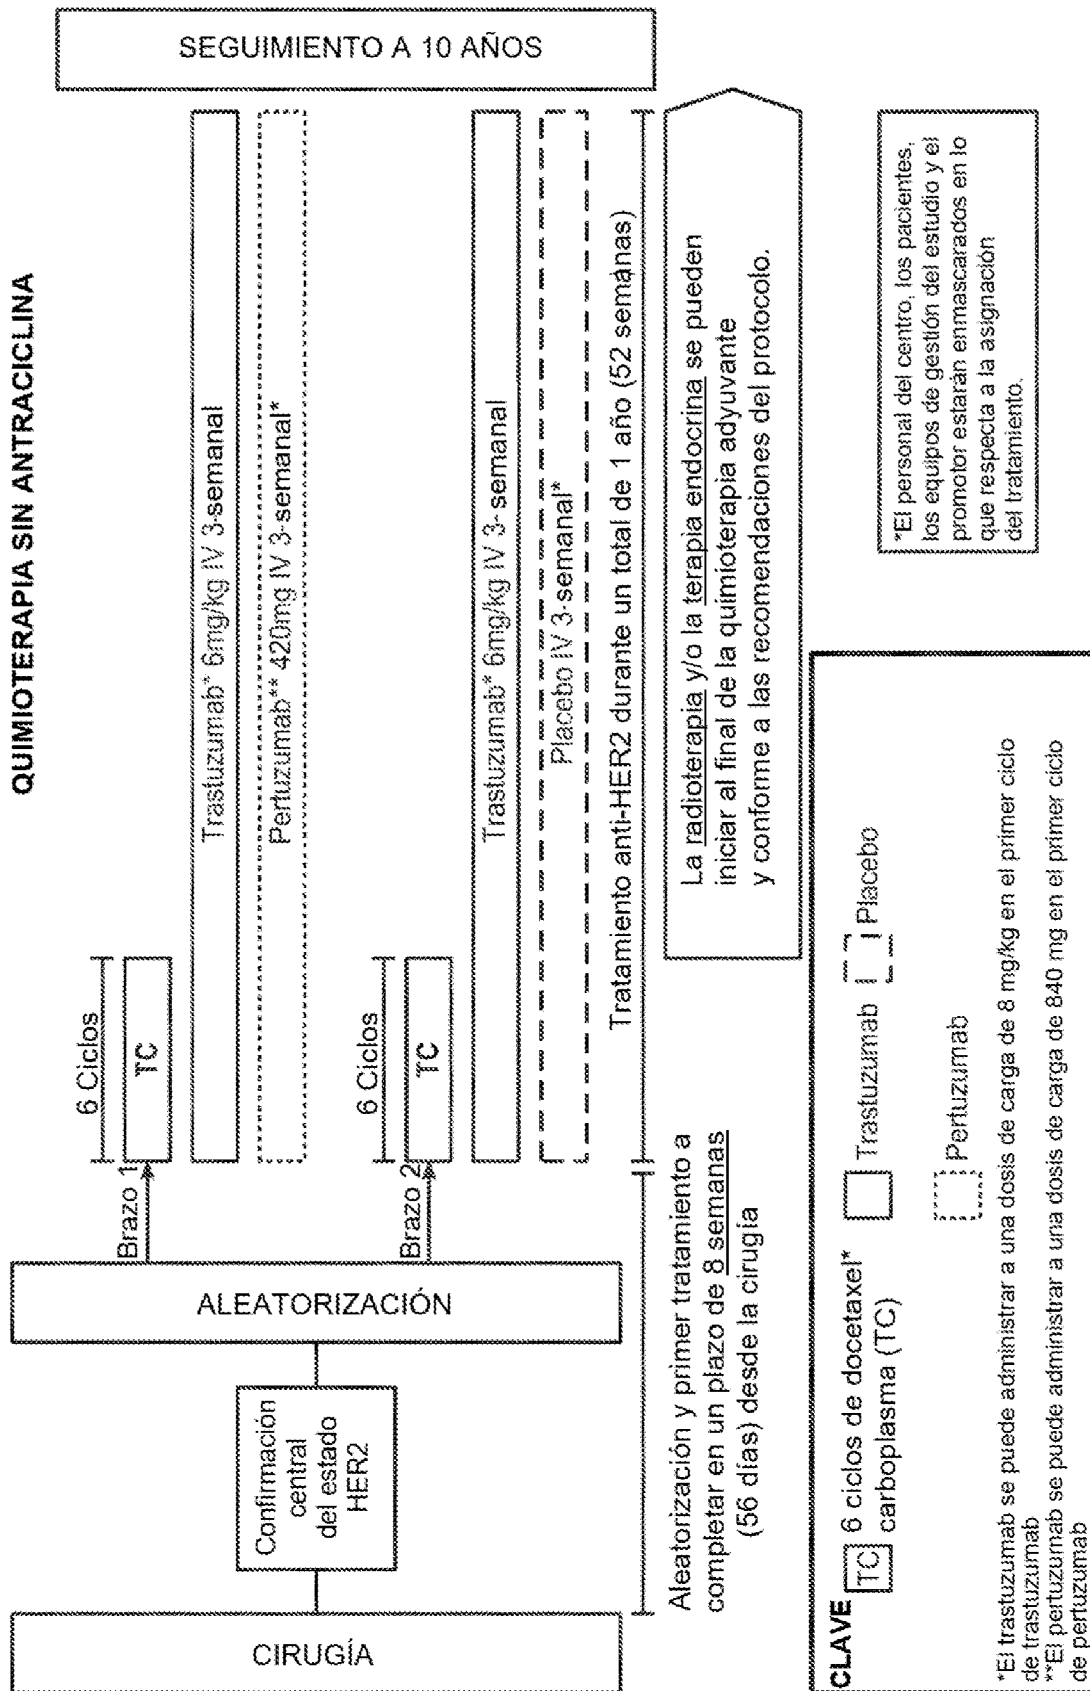 QUIMIOTERAPIA SIN ANTRACICLINA
CIRUGÍA
Confirmación
central
del estado
HER2
ALEATORIZACIÓN
Brazo 1
6 Ciclos
TC
Trastuzumab* 6mg/kg IV 3-semanal
Pertuzumab** 420mg IV 3-semanal*
Brazo 2
6 Ciclos
TC
Trastuzumab* 6mg/kg IV 3- semanal
Placebo IV 3-semanal*
SEGUIMIENTO A 10 AÑOS
Tratamiento anti-HER2 durante un total de 1 año (52 semanas)
Aleatorización y primer tratamiento a
completar en un plazo de 8 semanas
(56 días) desde la cirugía
La radioterapia y/o la terapia endocrina se pueden
iniciar al final de la quimioterapia adyuvante
y conforme a las recomendaciones del protocolo.
CLAVE
TC 6 ciclos de docetaxel*
carboplasma (TC)
Trastuzumab
Placebo
Pertuzumab
*El trastuzumab se puede administrar a una dosis de carga de 8 mg/kg en el primer ciclo
de trastuzumab
**El pertuzumab se puede administrar a una dosis de carga de 840 mg en el primer ciclo
de pertuzumab
*El personal del centro, los pacientes,
los equipos de gestión del estudio y el
promotor estarán enmascarados en lo
que respecta a la asignación
del tratamiento.